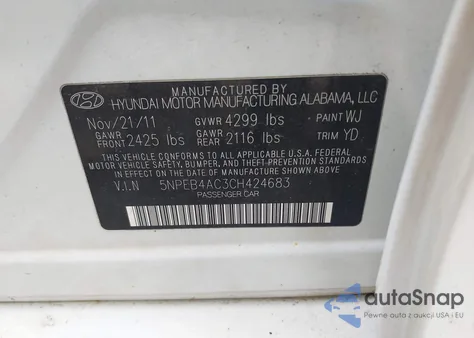 MANUFACTURED BY
HYUNDAI MOTOR MANUFACTURING ALABAMA, LLC
Nov/21/11 GVWR 4299 lbs PAINT WJ
GAWR FRONT 2425 lbs GAWR REAR 2116 lbs TRIM YD
THIS VEHICLE CONFORMS TO ALL APPLICABLE U.S.A. FEDERAL
MOTOR VEHICLE SAFETY, BUMPER, AND THEFT-PREVENTION STANDARDS
IN EFFECT ON THE DATE OF MANUFACTURE SHOWN ABOVE.
V.I.N 5NPEB4AC3CH424683
PASSENGER CAR
autoSnap
Pewne auta z aukcji USA i EU